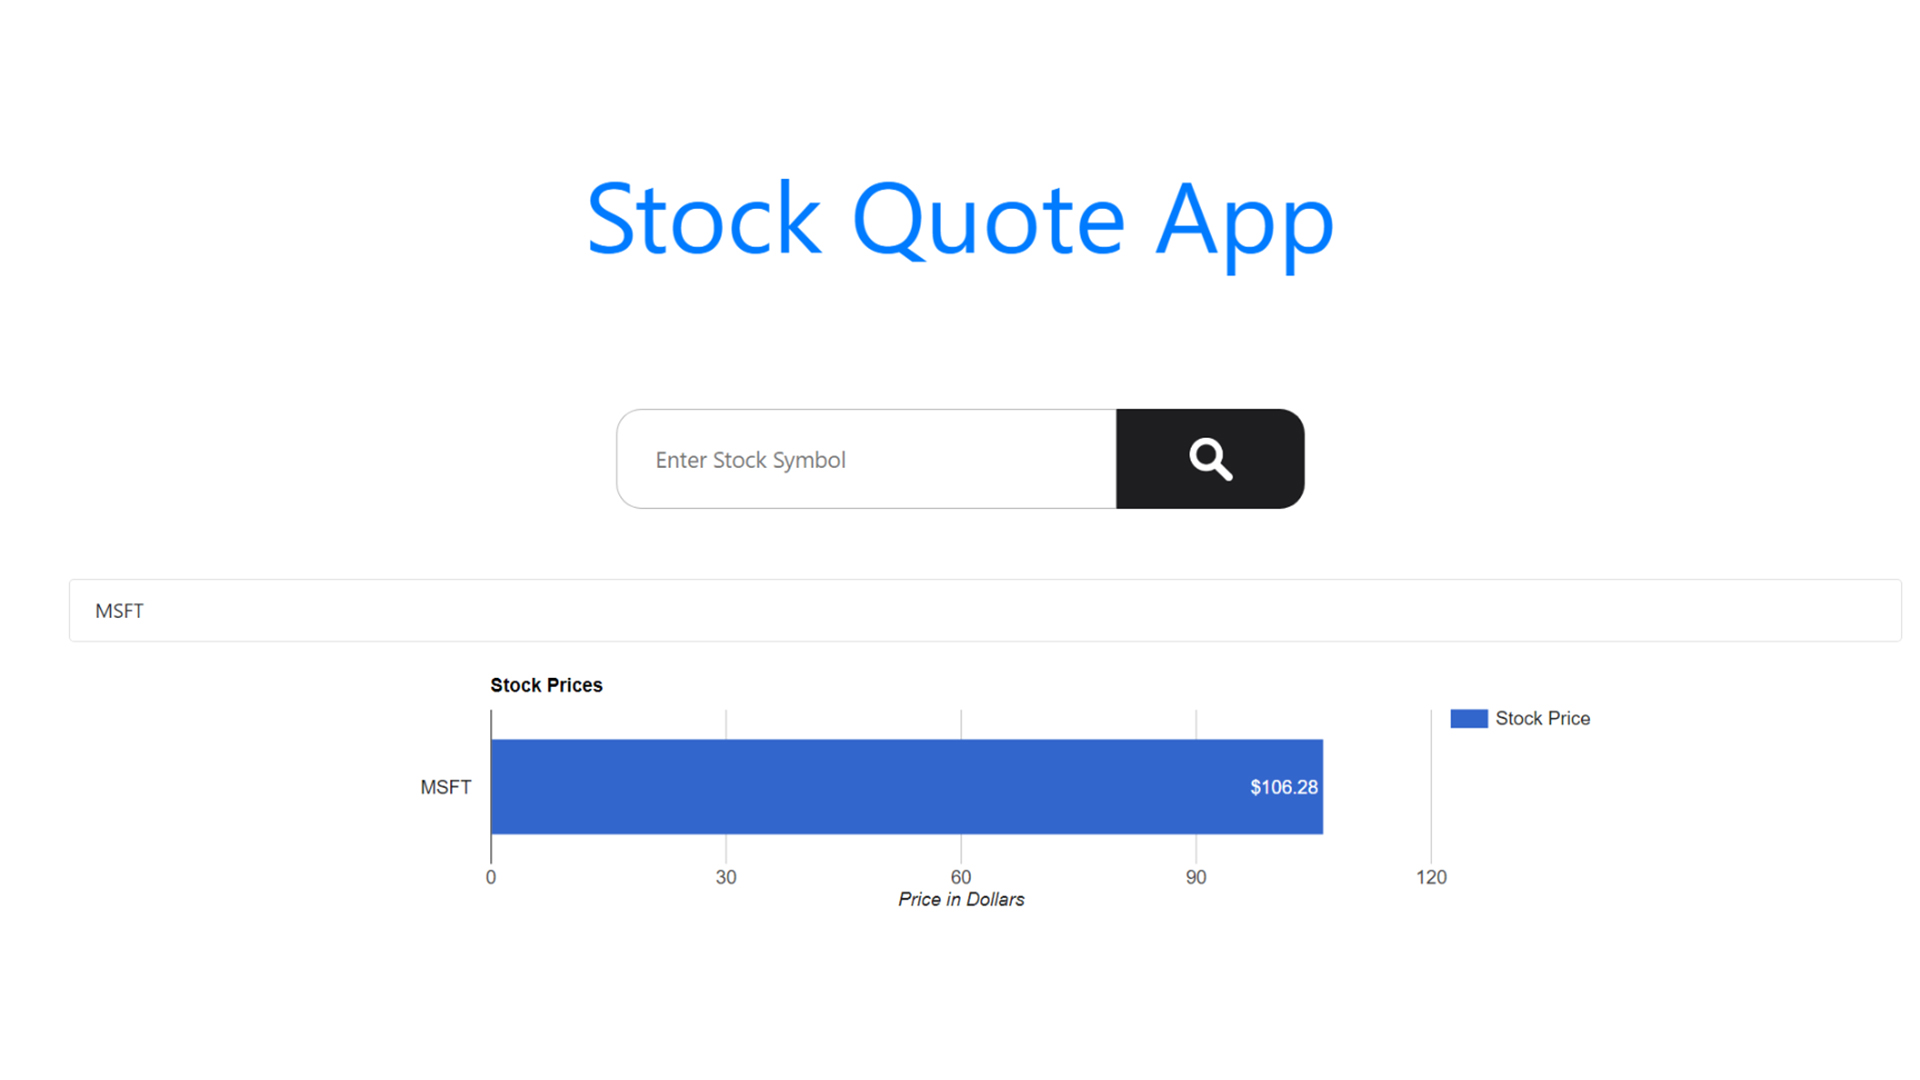 Stock Quote App
Enter Stock Symbol
MSFT
Stock Prices
Stock Price
MSFT
$106.28
0 30 60 90 120
Price in Dollars